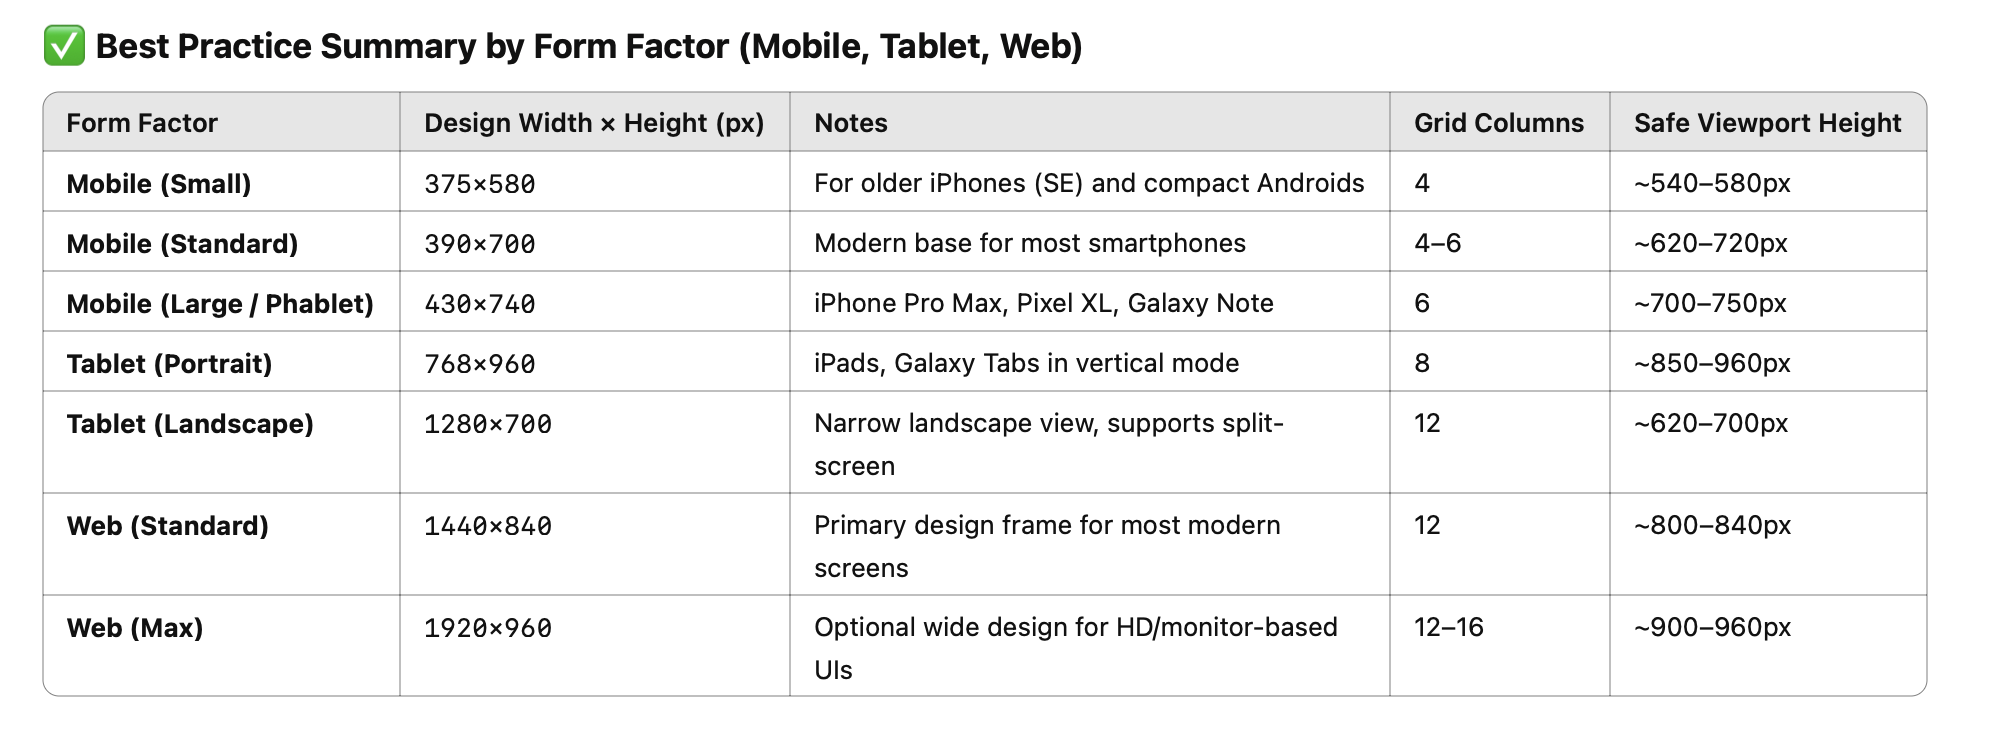 ✅ Best Practice Summary by Form Factor (Mobile, Tablet, Web)
Form Factor Design Width × Height (px) Notes Grid Columns Safe Viewport Height
Mobile (Small) 375×580 For older iPhones (SE) and compact Androids 4 ~540–580px
Mobile (Standard) 390×700 Modern base for most smartphones 4–6 ~620–720px
Mobile (Large / Phablet) 430×740 iPhone Pro Max, Pixel XL, Galaxy Note 6 ~700–750px
Tablet (Portrait) 768×960 iPads, Galaxy Tabs in vertical mode 8 ~850–960px
Tablet (Landscape) 1280×700 Narrow landscape view, supports split- 12 ~620–700px
screen
Web (Standard) 1440×840 Primary design frame for most modern 12 ~800–840px
screens
Web (Max) 1920×960 Optional wide design for HD/monitor-based 12–16 ~900–960px
UIs